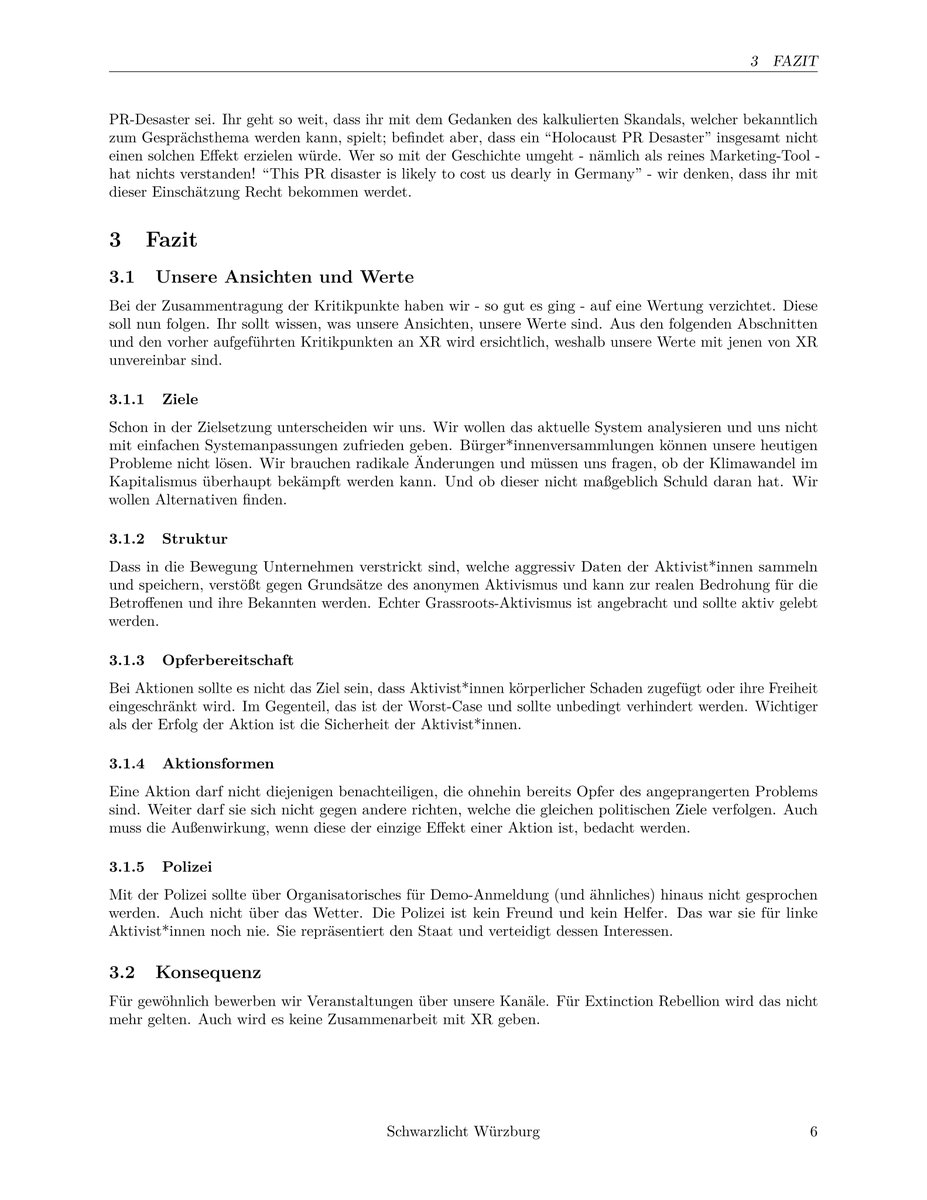 3 FAZIT
PR-Desaster sei. Ihr geht so weit, dass ihr mit dem Gedanken des kalkulierten Skandals, welcher bekanntlich
zum Gesprächsthema werden kann, spielt; befindet aber, dass ein “Holocaust PR Desaster” insgesamt nicht
einen solchen Effekt erzielen würde. Wer so mit der Geschichte umgeht - nämlich als reines Marketing-Tool -
hat nichts verstanden! “This PR disaster is likely to cost us dearly in Germany” - wir denken, dass ihr mit
dieser Einschätzung Recht bekommen werdet.
3 Fazit
3.1 Unsere Ansichten und Werte
Bei der Zusammentragung der Kritikpunkte haben wir - so gut es ging - auf eine Wertung verzichtet. Diese
soll nun folgen. Ihr sollt wissen, was unsere Ansichten, unsere Werte sind. Aus den folgenden Abschnitten
und den vorher aufgeführten Kritikpunkten an XR wird ersichtlich, weshalb unsere Werte mit jenen von XR
unvereinbar sind.
3.1.1 Ziele
Schon in der Zielsetzung unterscheiden wir uns. Wir wollen das aktuelle System analysieren und uns nicht
mit einfachen Systemanpassungen zufrieden geben. Bürger*innenversammlungen können unsere heutigen
Probleme nicht lösen. Wir brauchen radikale Änderungen und müssen uns fragen, ob der Klimawandel im
Kapitalismus überhaupt bekämpft werden kann. Und ob dieser nicht maßgeblich Schuld daran hat. Wir
wollen Alternativen finden.
3.1.2 Struktur
Dass in die Bewegung Unternehmen verstrickt sind, welche aggressiv Daten der Aktivist*innen sammeln
und speichern, verstößt gegen Grundsätze des anonymen Aktivismus und kann zur realen Bedrohung für die
Betroffenen und ihre Bekannten werden. Echter Grassroots-Aktivismus ist angebracht und sollte aktiv gelebt
werden.
3.1.3 Opferbereitschaft
Bei Aktionen sollte es nicht das Ziel sein, dass Aktivist*innen körperlicher Schaden zugefügt oder ihre Freiheit
eingeschränkt wird. Im Gegenteil, das ist der Worst-Case und sollte unbedingt verhindert werden. Wichtiger
als der Erfolg der Aktion ist die Sicherheit der Aktivist*innen.
3.1.4 Aktionsformen
Eine Aktion darf nicht diejenigen benachteiligen, die ohnehin bereits Opfer des angeprangerten Problems
sind. Weiter darf sie sich nicht gegen andere richten, welche die gleichen politischen Ziele verfolgen. Auch
muss die Außenwirkung, wenn diese der einzige Effekt einer Aktion ist, bedacht werden.
3.1.5 Polizei
Mit der Polizei sollte über Organisatorisches für Demo-Anmeldung (und ähnliches) hinaus nicht gesprochen
werden. Auch nicht über das Wetter. Die Polizei ist kein Freund und kein Helfer. Das war sie für linke
Aktivist*innen noch nie. Sie repräsentiert den Staat und verteidigt dessen Interessen.
3.2 Konsequenz
Für gewöhnlich bewerben wir Veranstaltungen über unsere Kanäle. Für Extinction Rebellion wird das nicht
mehr gelten. Auch wird es keine Zusammenarbeit mit XR geben.
Schwarzlicht Würzburg 6